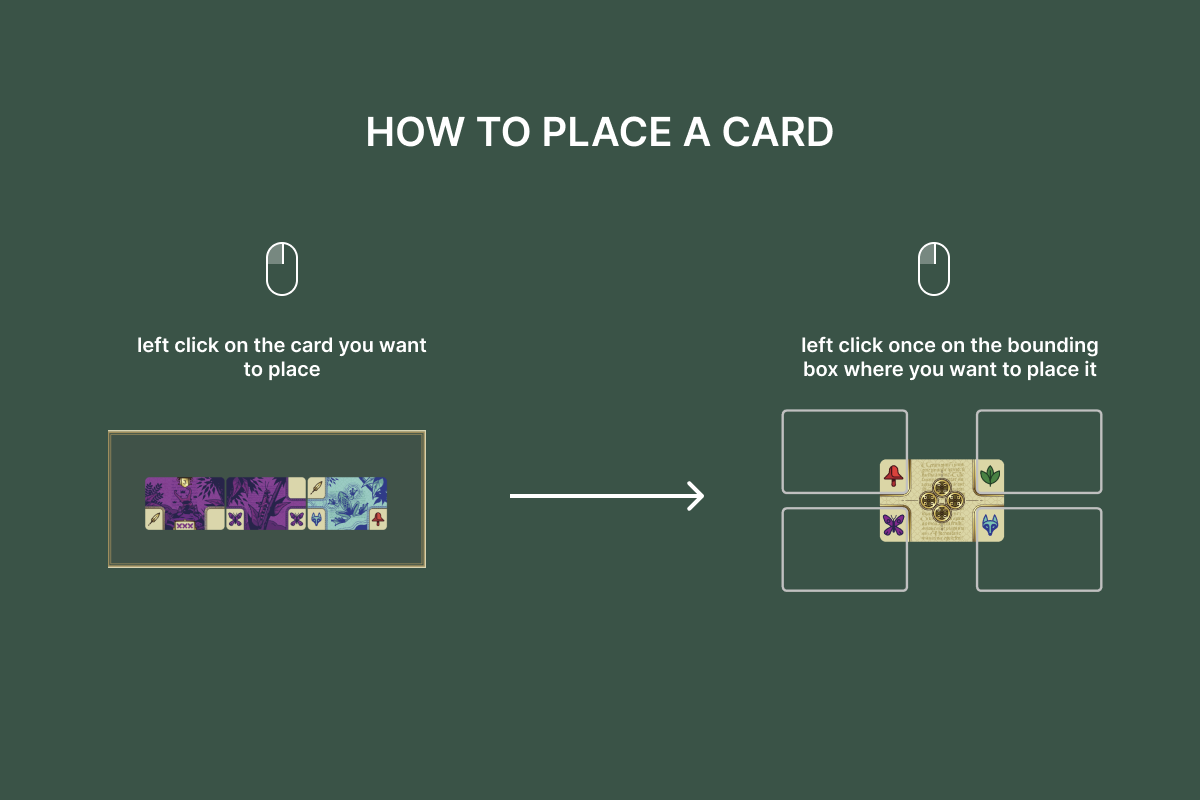 HOW TO PLACE A CARD
left click on the card you want
to place
left click once on the bounding
box where you want to place it